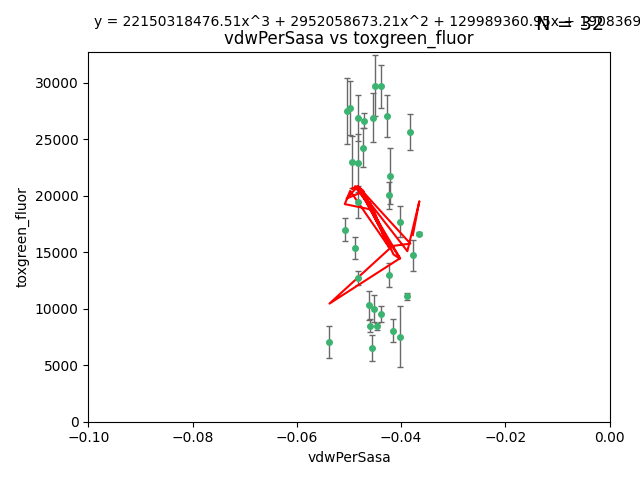 y = 22150318476.51x^3 + 2952058673.21x^2 +
N = 32
vdwPerSasa vs toxgreen_fluor
toxgreen_fluor
30000
25000
20000
15000
10000
5000
0
−0.10
−0.08
−0.06
−0.04
−0.02
0.00
vdwPerSasa